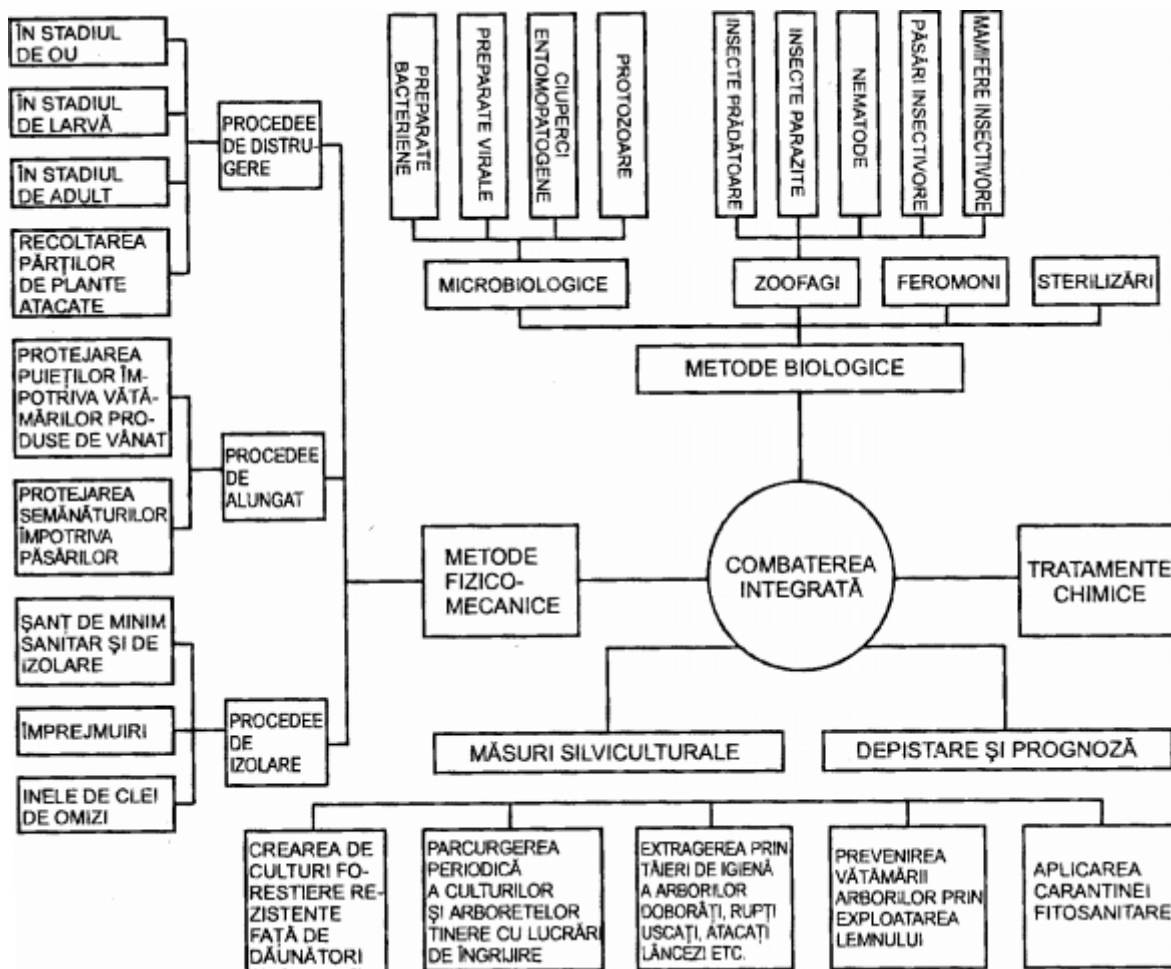 ÎN STADIUL
DE OU
ÎN STADIUL
DE LARVĂ
ÎN STADIUL
DE ADULT
RECOLTAREA
PĂRȚILOR
DE PLANTE
ATACATE
PROCEDEE
DE DISTRU-
GERE
PROTEJAREA
PUIEȚILOR ÎM-
POTRIVA VĂTĂ-
MĂRILOR PRO-
DUSE DE VÂNAT
PROTEJAREA
SEMĂNĂTURILOR
ÎMPOTRIVA
PĂSĂRILOR
PROCEDEE
DE
ALUNGAT
ȘANȚ DE MINIM
SANITAR ȘI DE
IZOLARE
ÎMPREJMUIRI
INELE DE CLEI
DE OMIZI
PROCEDEE
DE
IZOLARE
METODE
FIZICO-
MECANICE
PREPARATE
BACTERIENE
PREPARATE VIRALE
CIUPERCI
ENTOMOPATOGENE
PROTOZOARE
INSECTE PRĂDĂTOARE
INSECTE PARAZITE
NEMATODE
PĂSĂRI INSECTIVORE
MAMIFERE INSECTIVORE
MICROBIOLOGICE
ZOOFAGI
FEROMONI
STERILIZĂRI
METODE BIOLOGICE
COMBATEREA
INTEGRATĂ
TRATAMENTE
CHIMICE
MĂSURI SILVICULTURALE
DEPISTARE ȘI PROGNOZĂ
CREAREA DE
CULTURI FO-
RESTIERE RE-
ZISTENTE
FAȚĂ DE
DĂUNĂTORI
PARCURGEREA
PERIODICĂ
A CULTURILOR
ȘI ARBORETELOR
TINERE CU LUCRĂRI
DE ÎNGRIJIRE
EXTRAGEREA PRIN
TĂIERI DE IGIENĂ
A ARBORILOR
DOBORÂȚI, RUPȚI
USCAȚI, ATACAȚI
LÂNCEZI ETC.
PREVENIREA
VĂTĂMĂRII
ARBORILOR PRIN
EXPLOATAREA
LEMNULUI
APLICAREA
CARANTINEI
FITOSANITARE